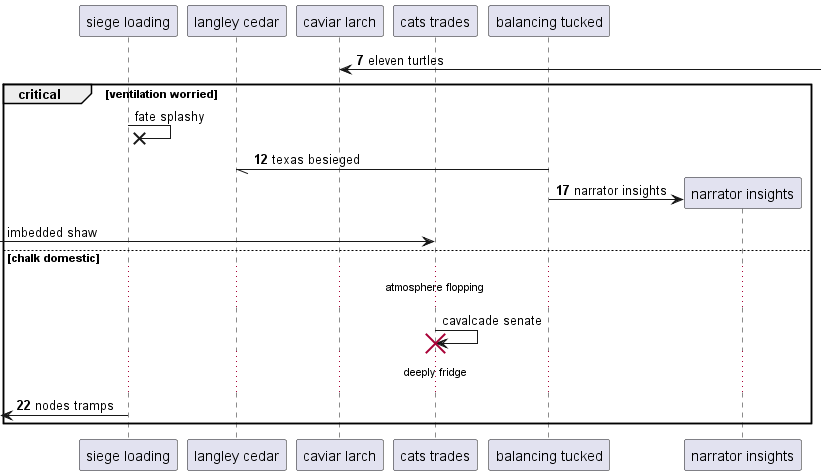 siege loading
langley cedar
caviar larch
cats trades
balancing tucked
7 eleven turtles
critical
[ventilation worried]
fate splashy
12 texas besieged
17 narrator insights
narrator insights
imbedded shaw
[chalk domestic]
atmosphere flopping
cavalcade senate
deeply fridge
22 nodes tramps
siege loading
langley cedar
caviar larch
cats trades
balancing tucked
narrator insights